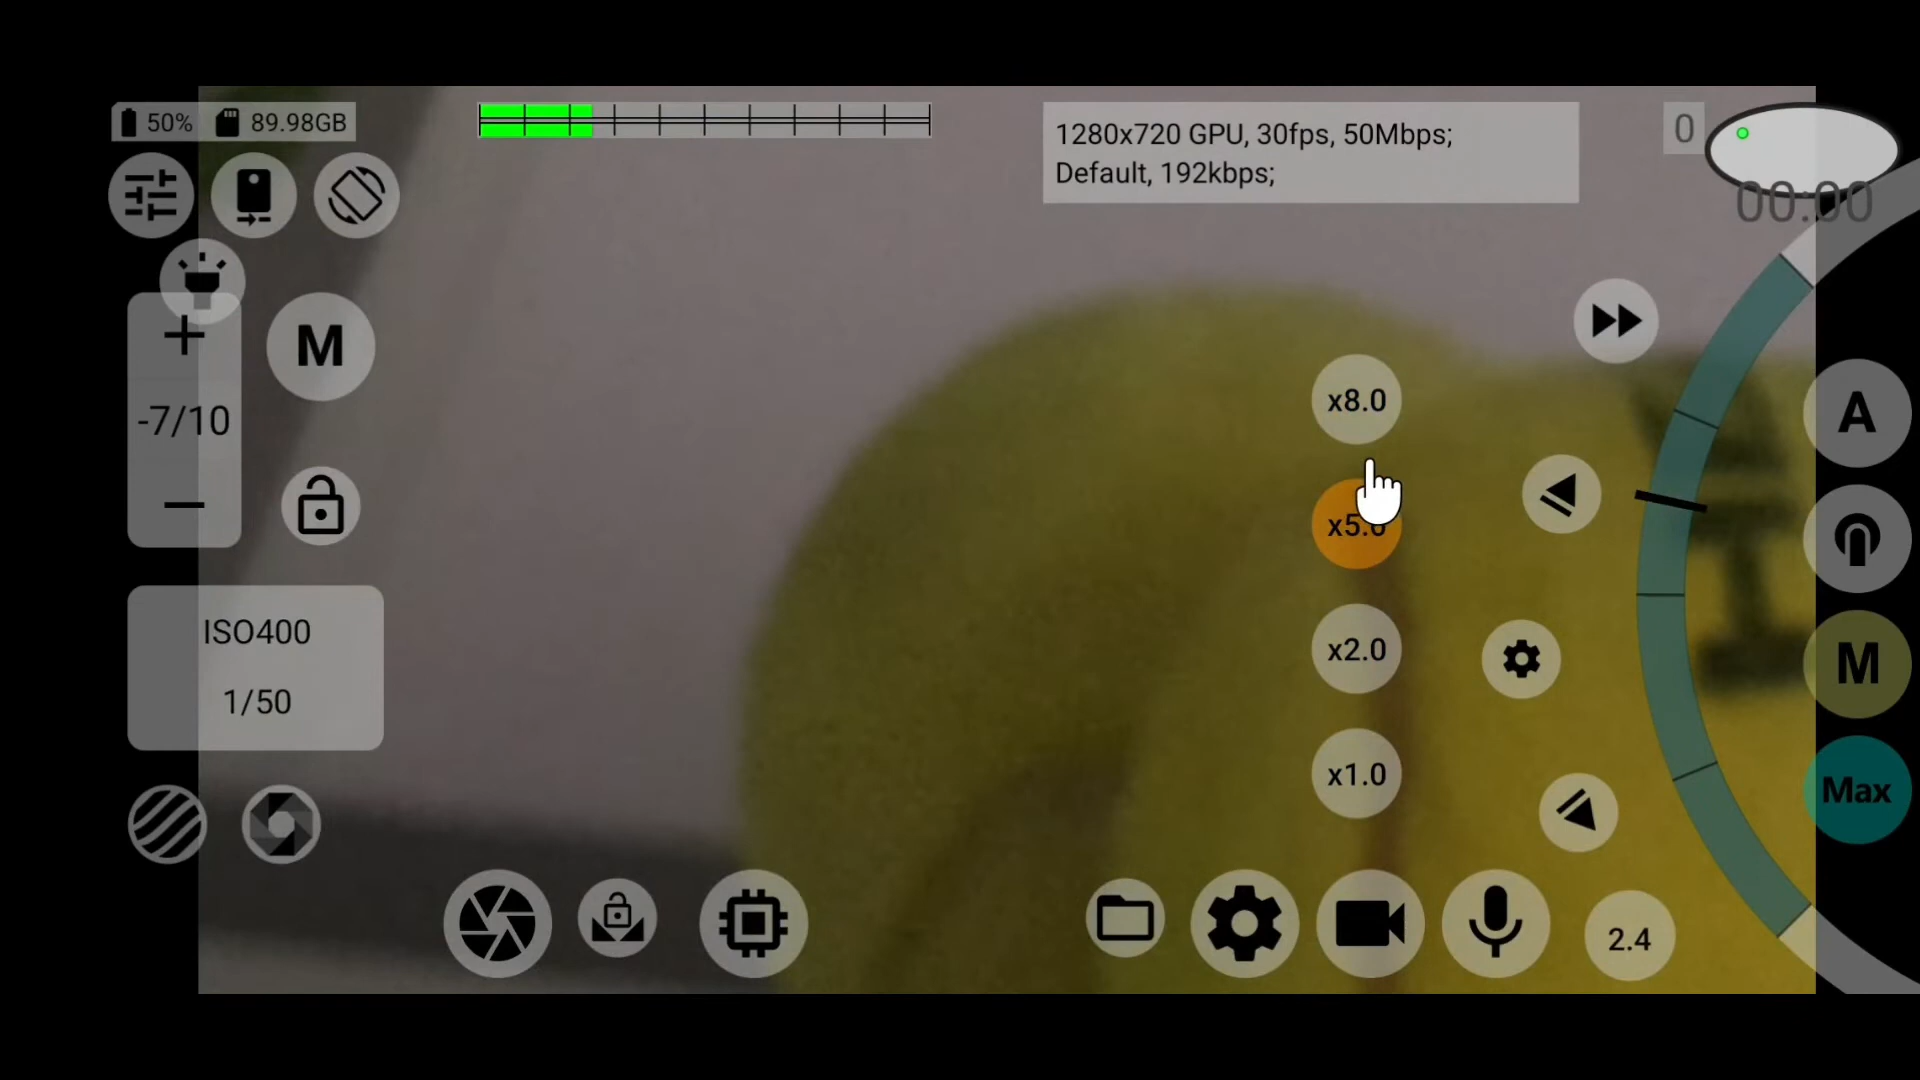 50% 89.98GB
1280x720 GPU, 30fps, 50Mbps;
Default, 192kbps;
0
00:00
+
M
-7/10
—
x8.0
A
x2.0
M
ISO400
1/50
x1.0
Max
2.4